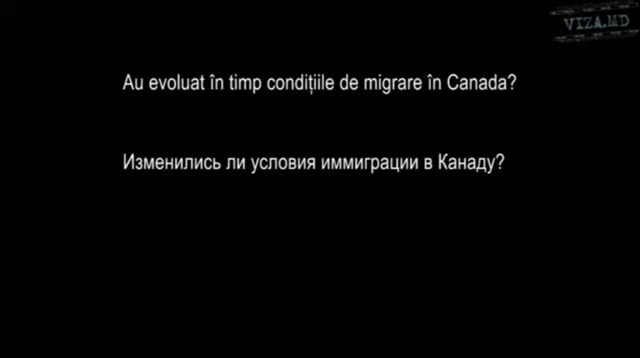 VIZA.MD
Au evoluat în timp condițiile de migrare în Canada?
Изменились ли условия иммиграции в Канаду?